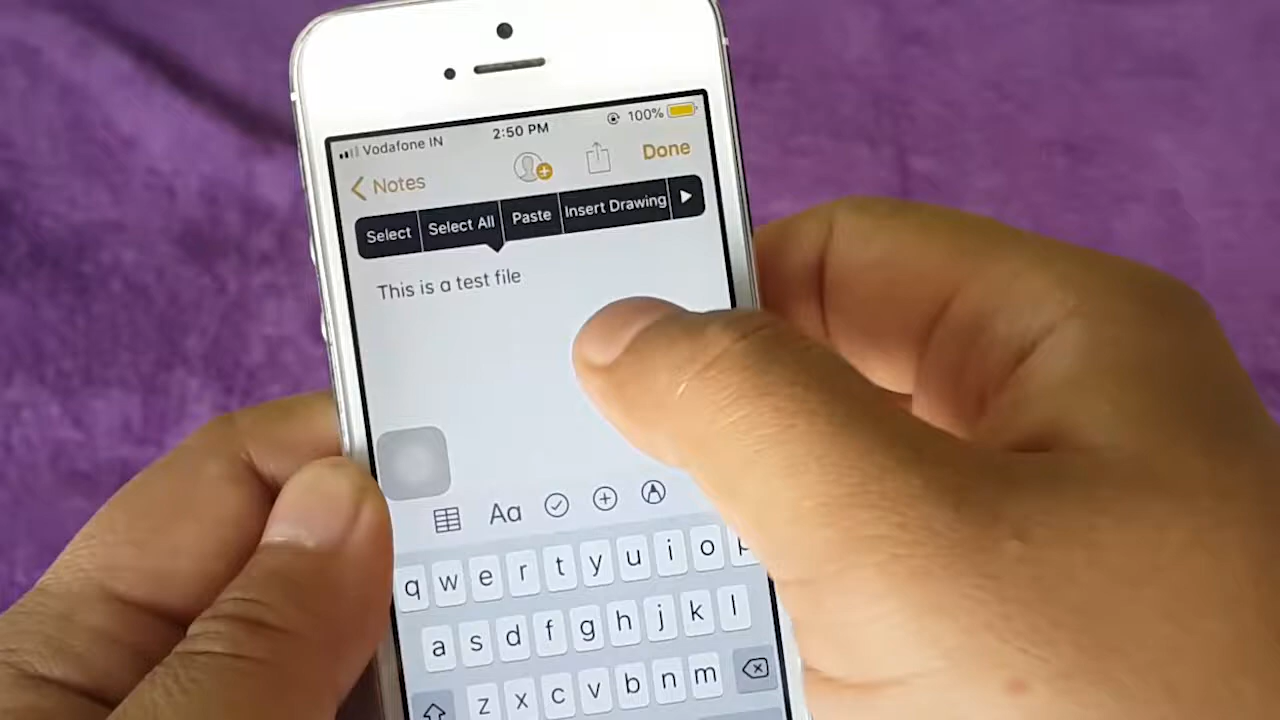 Vodafone IN 2:50 PM 100%
Notes Done
Select Select All Paste Insert Drawing
This is a test file
Aa
q w e r t y u i o p
a s d f g h j k l
z x c v b n m